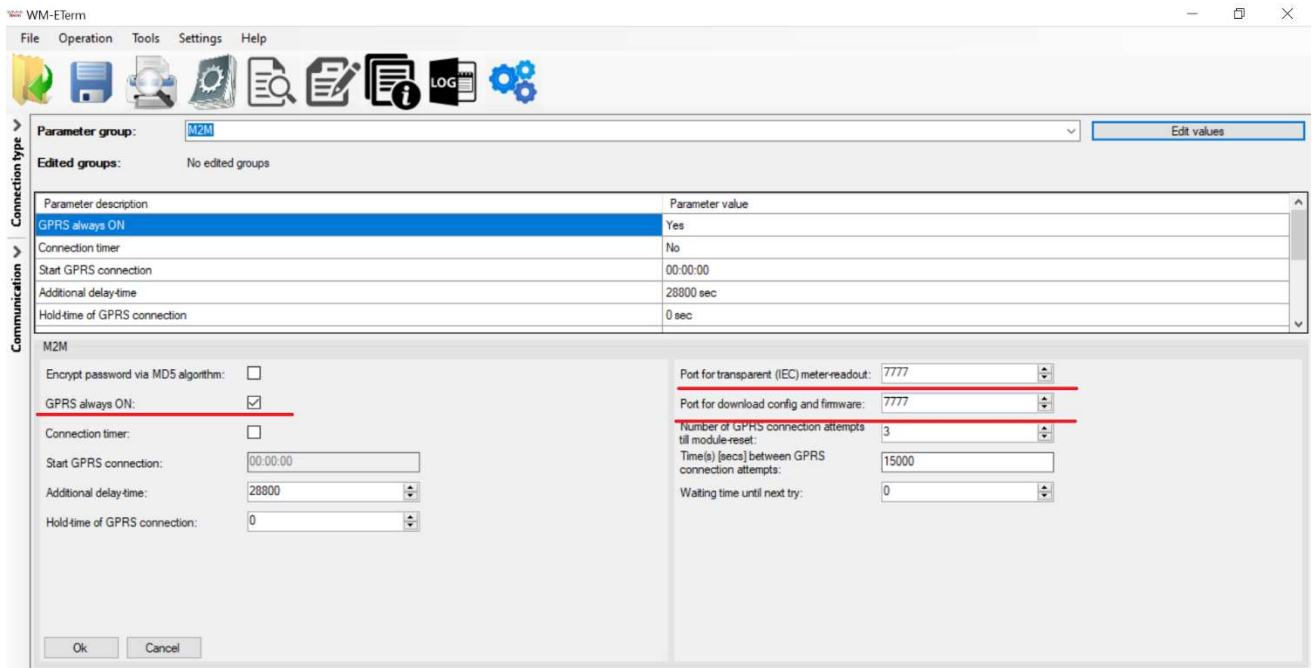 WM-ETerm
File Operation Tools Settings Help
LOG
Connection type
Communication
Parameter group: M2M Edit values
Edited groups: No edited groups
Parameter description Parameter value
GPRS always ON Yes
Connection timer No
Start GPRS connection 00:00:00
Additional delay-time 28800 sec
Hold-time of GPRS connection 0 sec
M2M
Encrypt password via MD5 algorithm:
GPRS always ON:
Connection timer:
Start GPRS connection: 00:00:00
Additional delay-time: 28800
Hold-time of GPRS connection: 0
Port for transparent (IEC) meter-readout: 7777
Port for download config and firmware: 7777
Number of GPRS connection attempts
till module-reset: 3
Time(s) [secs] between GPRS
connection attempts: 15000
Waiting time until next try: 0
Ok Cancel